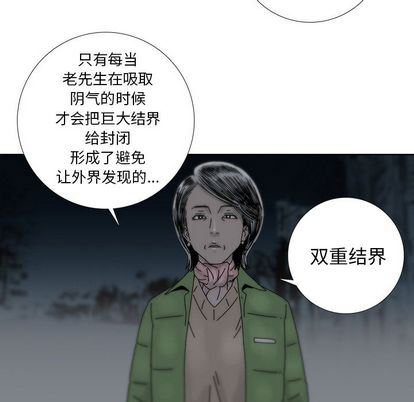 只有每当
老先生在吸取
阴气的时候
才会把巨大结界
给封闭
形成了避免
让外界发现的...
双重结界